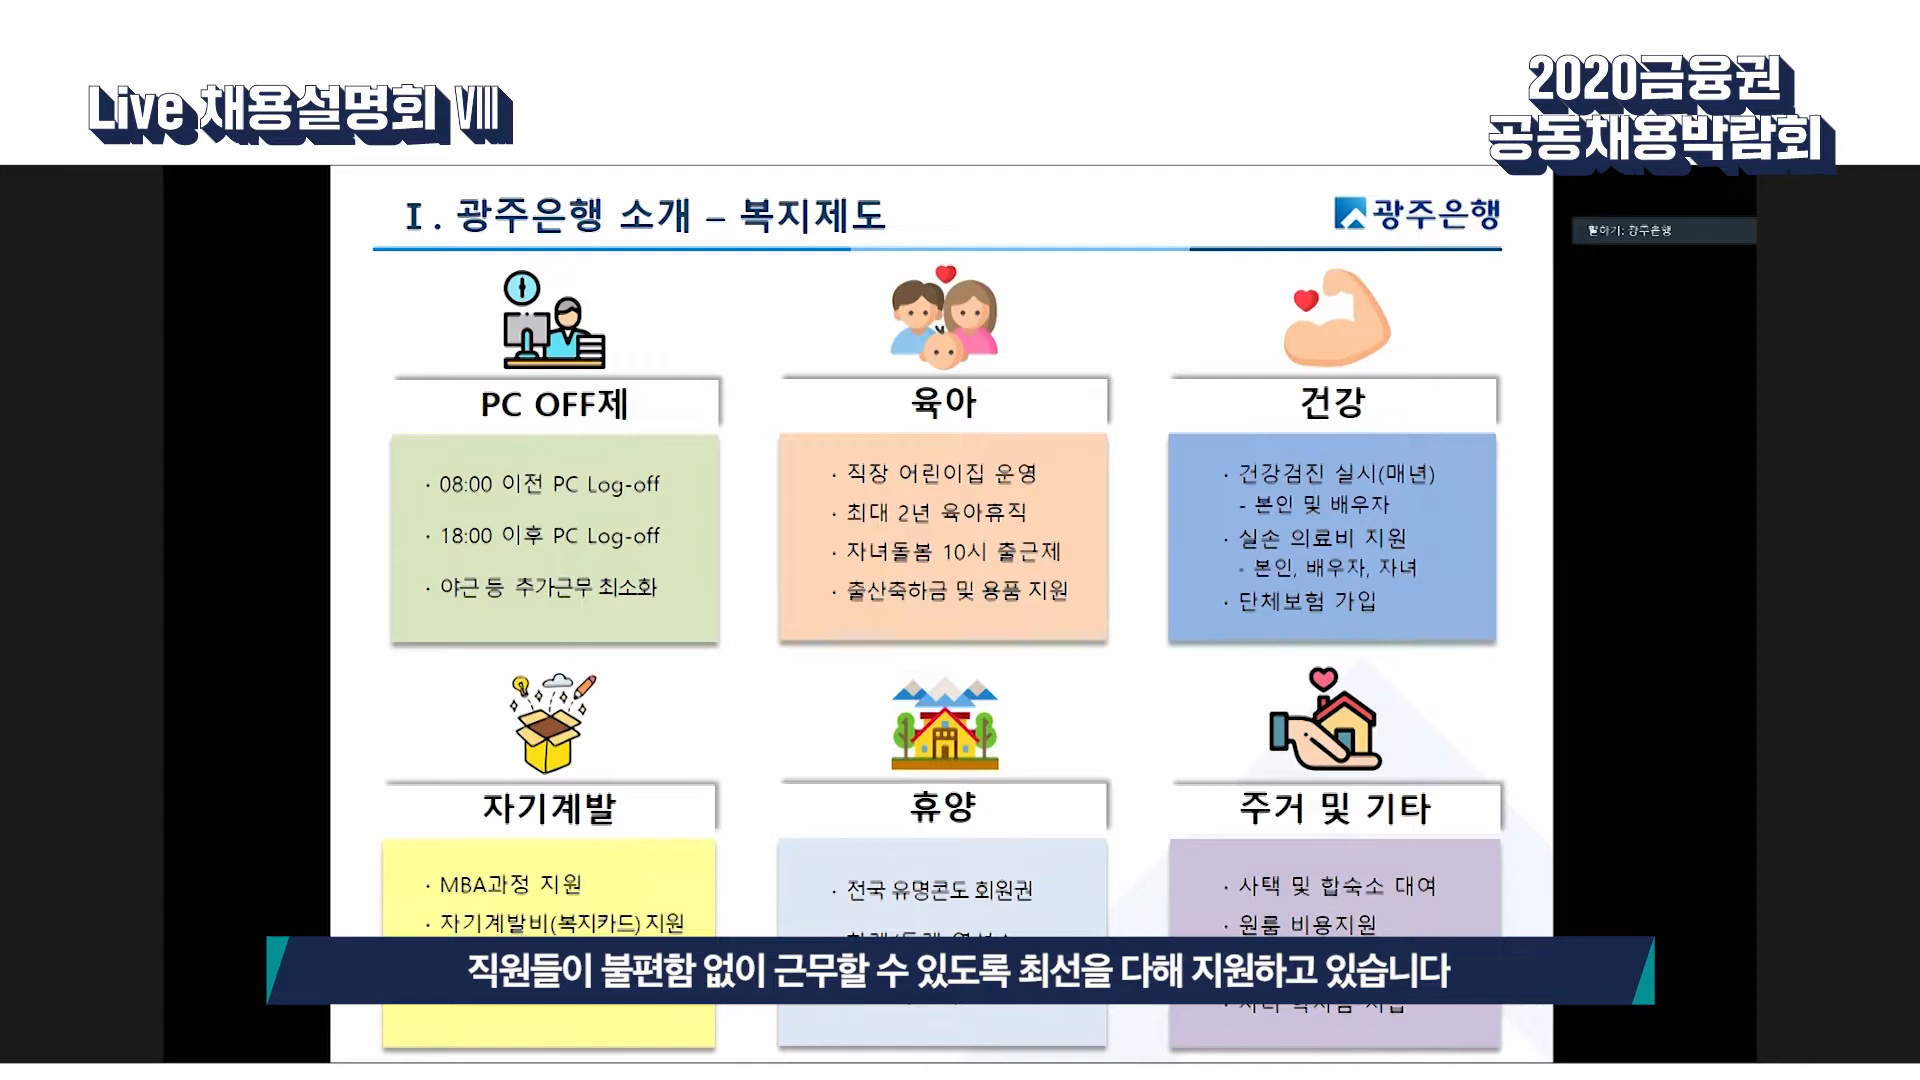 Live 채용설명회 Ⅷ
2020금융권
공동채용박람회
Ⅰ. 광주은행 소개 – 복지제도
광주은행
말하기: 광주은행
PC OFF제
· 08:00 이전 PC Log-off
· 18:00 이후 PC Log-off
· 야근 등 추가근무 최소화
육아
· 직장 어린이집 운영
· 최대 2년 육아휴직
· 자녀돌봄 10시 출근제
· 출산축하금 및 용품 지원
건강
· 건강검진 실시(매년)
- 본인 및 배우자
· 실손 의료비 지원
- 본인, 배우자, 자녀
· 단체보험 가입
자기계발
· MBA과정 지원
· 자기계발비(복지카드) 지원
휴양
· 전국 유명콘도 회원권
주거 및 기타
· 사택 및 합숙소 대여
· 원룸 비용지원
직원들이 불편함 없이 근무할 수 있도록 최선을 다해 지원하고 있습니다